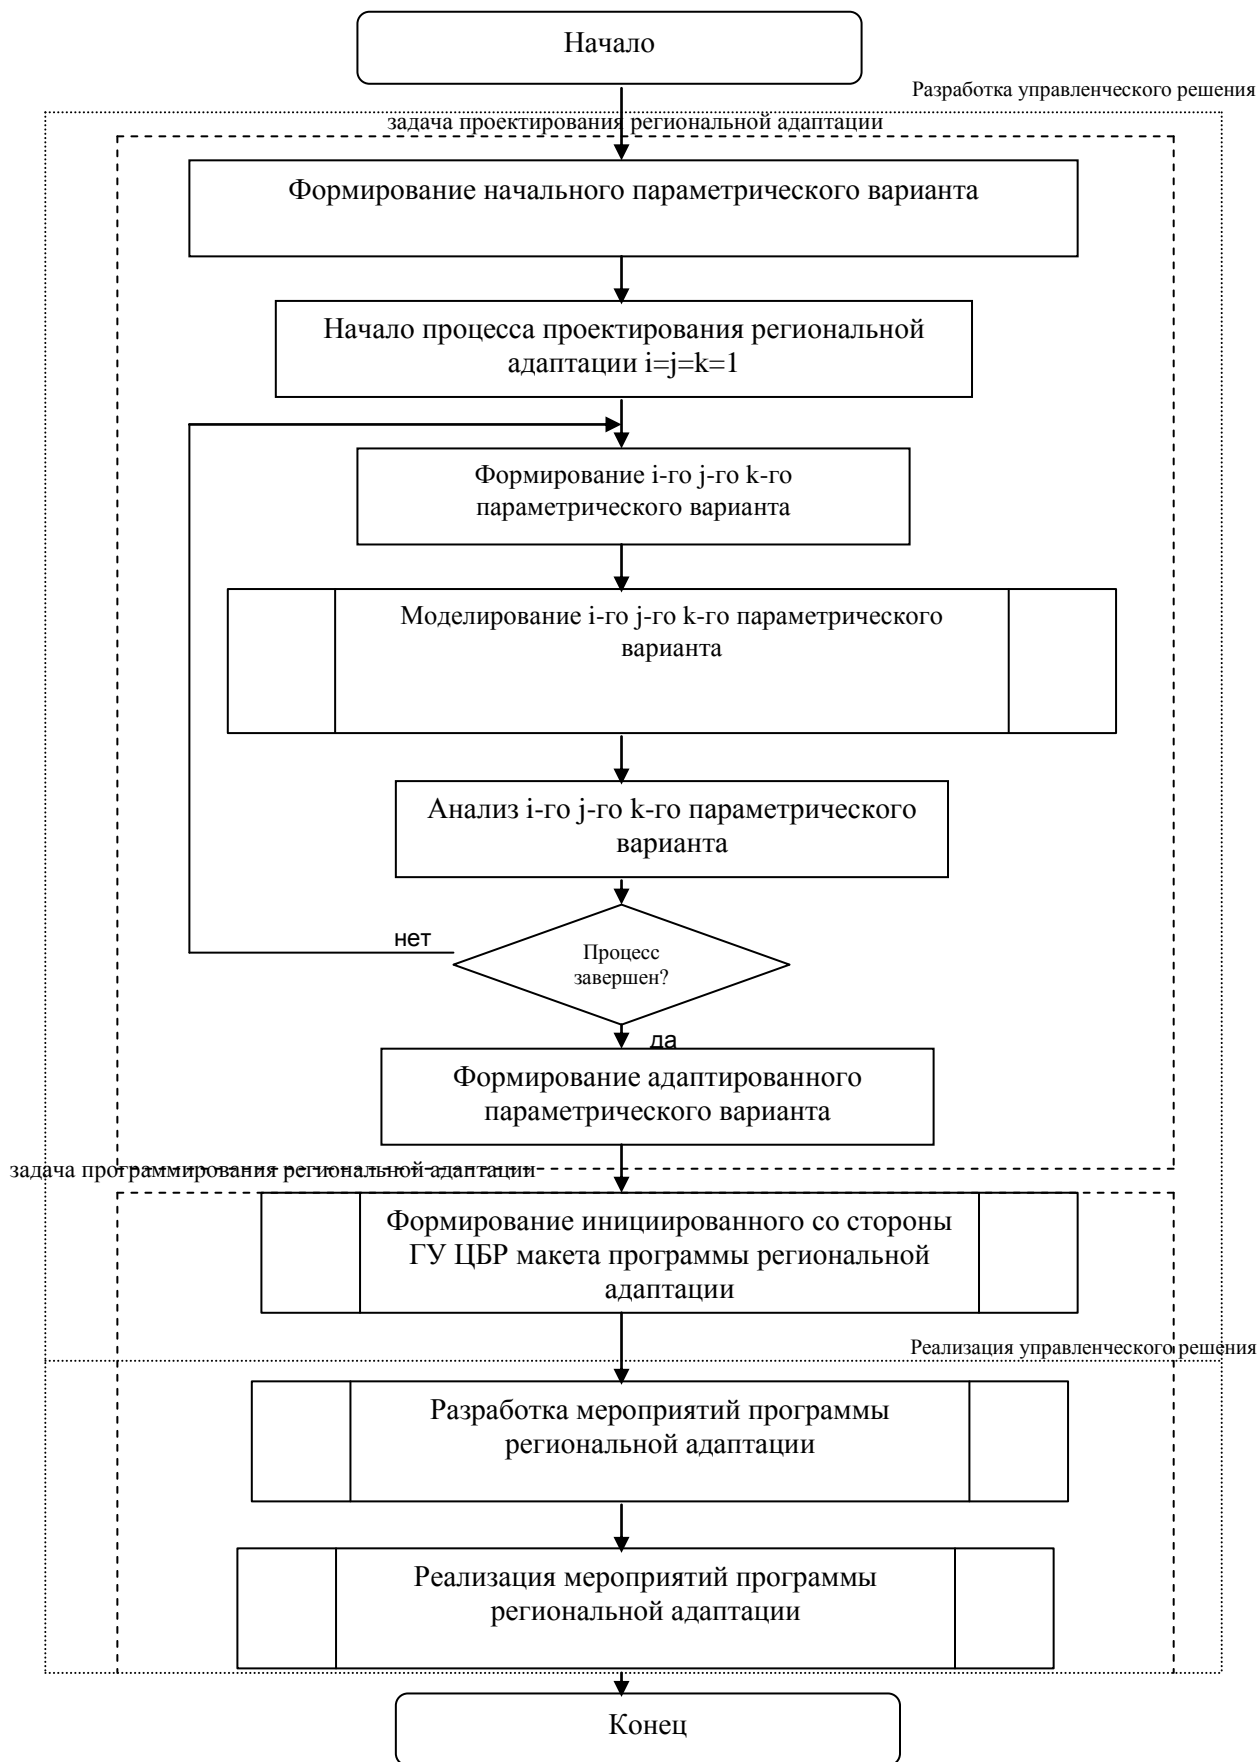 Начало
Разработка управленческого решения
задача проектирования региональной адаптации
Формирование начального параметрического варианта
Начало процесса проектирования региональной
адаптации i=j=k=1
Формирование i-го j-го k-го
параметрического варианта
Моделирование i-го j-го k-го параметрического
варианта
Анализ i-го j-го k-го параметрического
варианта
нет
Процесс
завершен?
да
Формирование адаптированного
параметрического варианта
задача программирования региональной адаптации
Формирование инициированного со стороны
ГУ ЦБР макета программы региональной
адаптации
Реализация управленческого решения
Разработка мероприятий программы
региональной адаптации
Реализация мероприятий программы
региональной адаптации
Конец